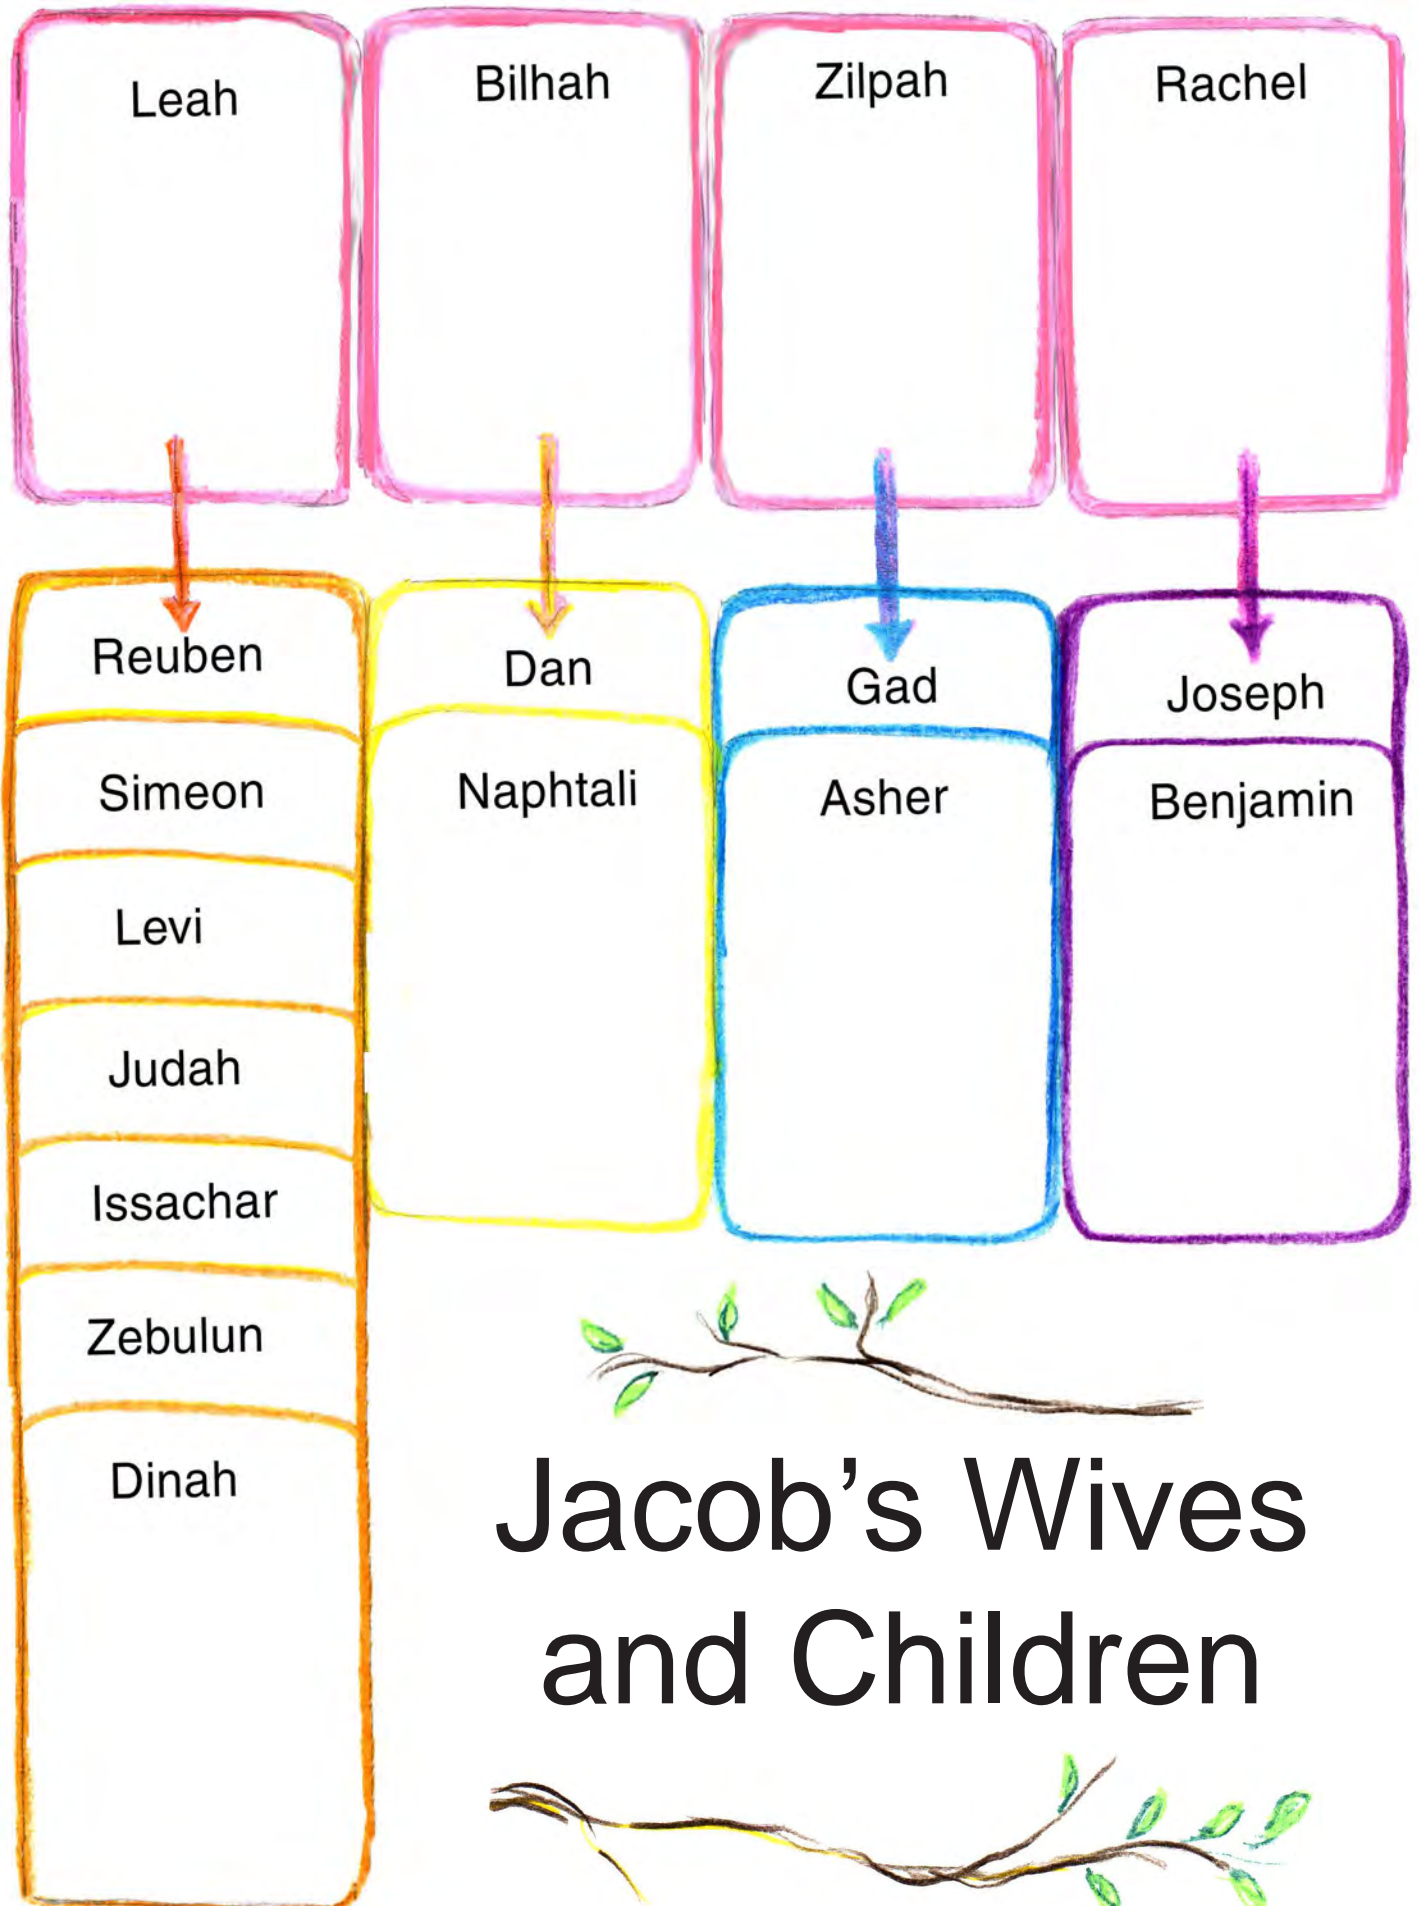 Leah
Bilhah
Zilpah
Rachel
Reuben
Simeon
Levi
Judah
Issachar
Zebulun
Dinah
Dan
Naphtali
Gad
Asher
Joseph
Benjamin
Jacob’s Wives
and Children